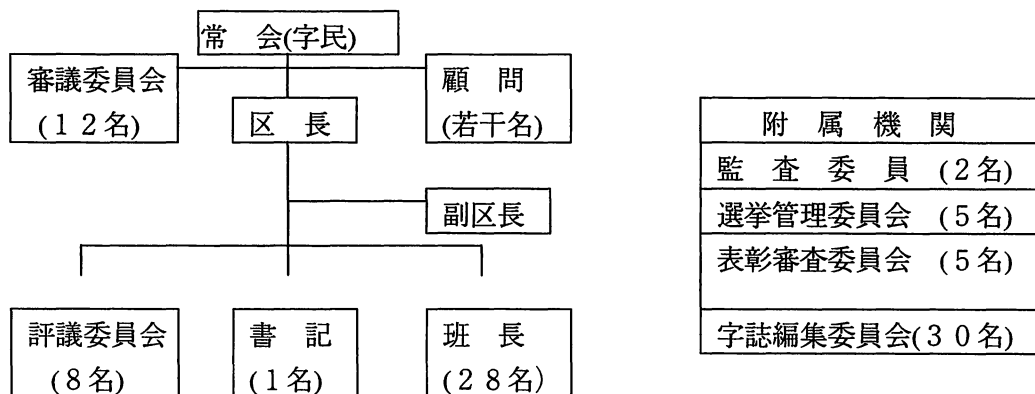 常　会(字民)
審議委員会
(１２名)
区　長
顧　問
(若干名)
副区長
評議委員会
(8名)
書　記
(1名)
班　長
(２８名)
附　属　機　関
監　査　委　員　(2名)
選挙管理委員会　(5名)
表彰審査委員会　(5名)
字誌編集委員会(３０名)